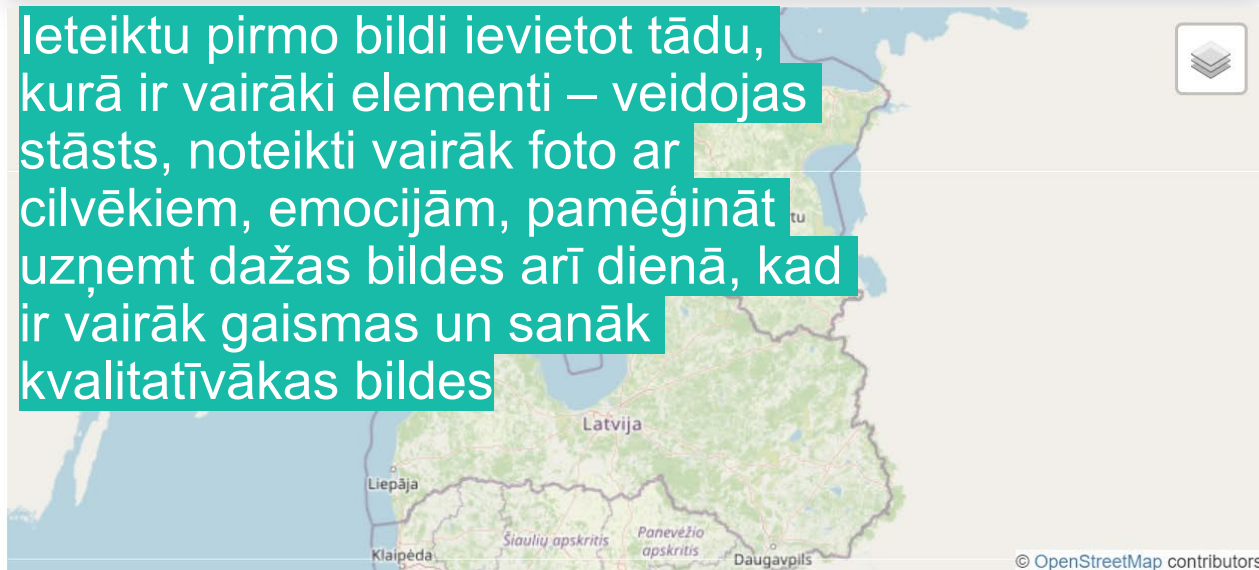 Ieteiktu pirmo bildi ievietot tādu,
kurā ir vairāki elementi – veidojas
stāsts, noteikti vairāk foto ar
cilvēkiem, emocijām, pamēģināt
uzņemt dažas bildes arī dienā, kad
ir vairāk gaismas un sanāk
kvalitatīvākas bildes
tu
Latvija
Liepāja
Šiaulių apskritis
Panevėžio
apskritis
Klaipėda
Daugavpils
© OpenStreetMap contributors